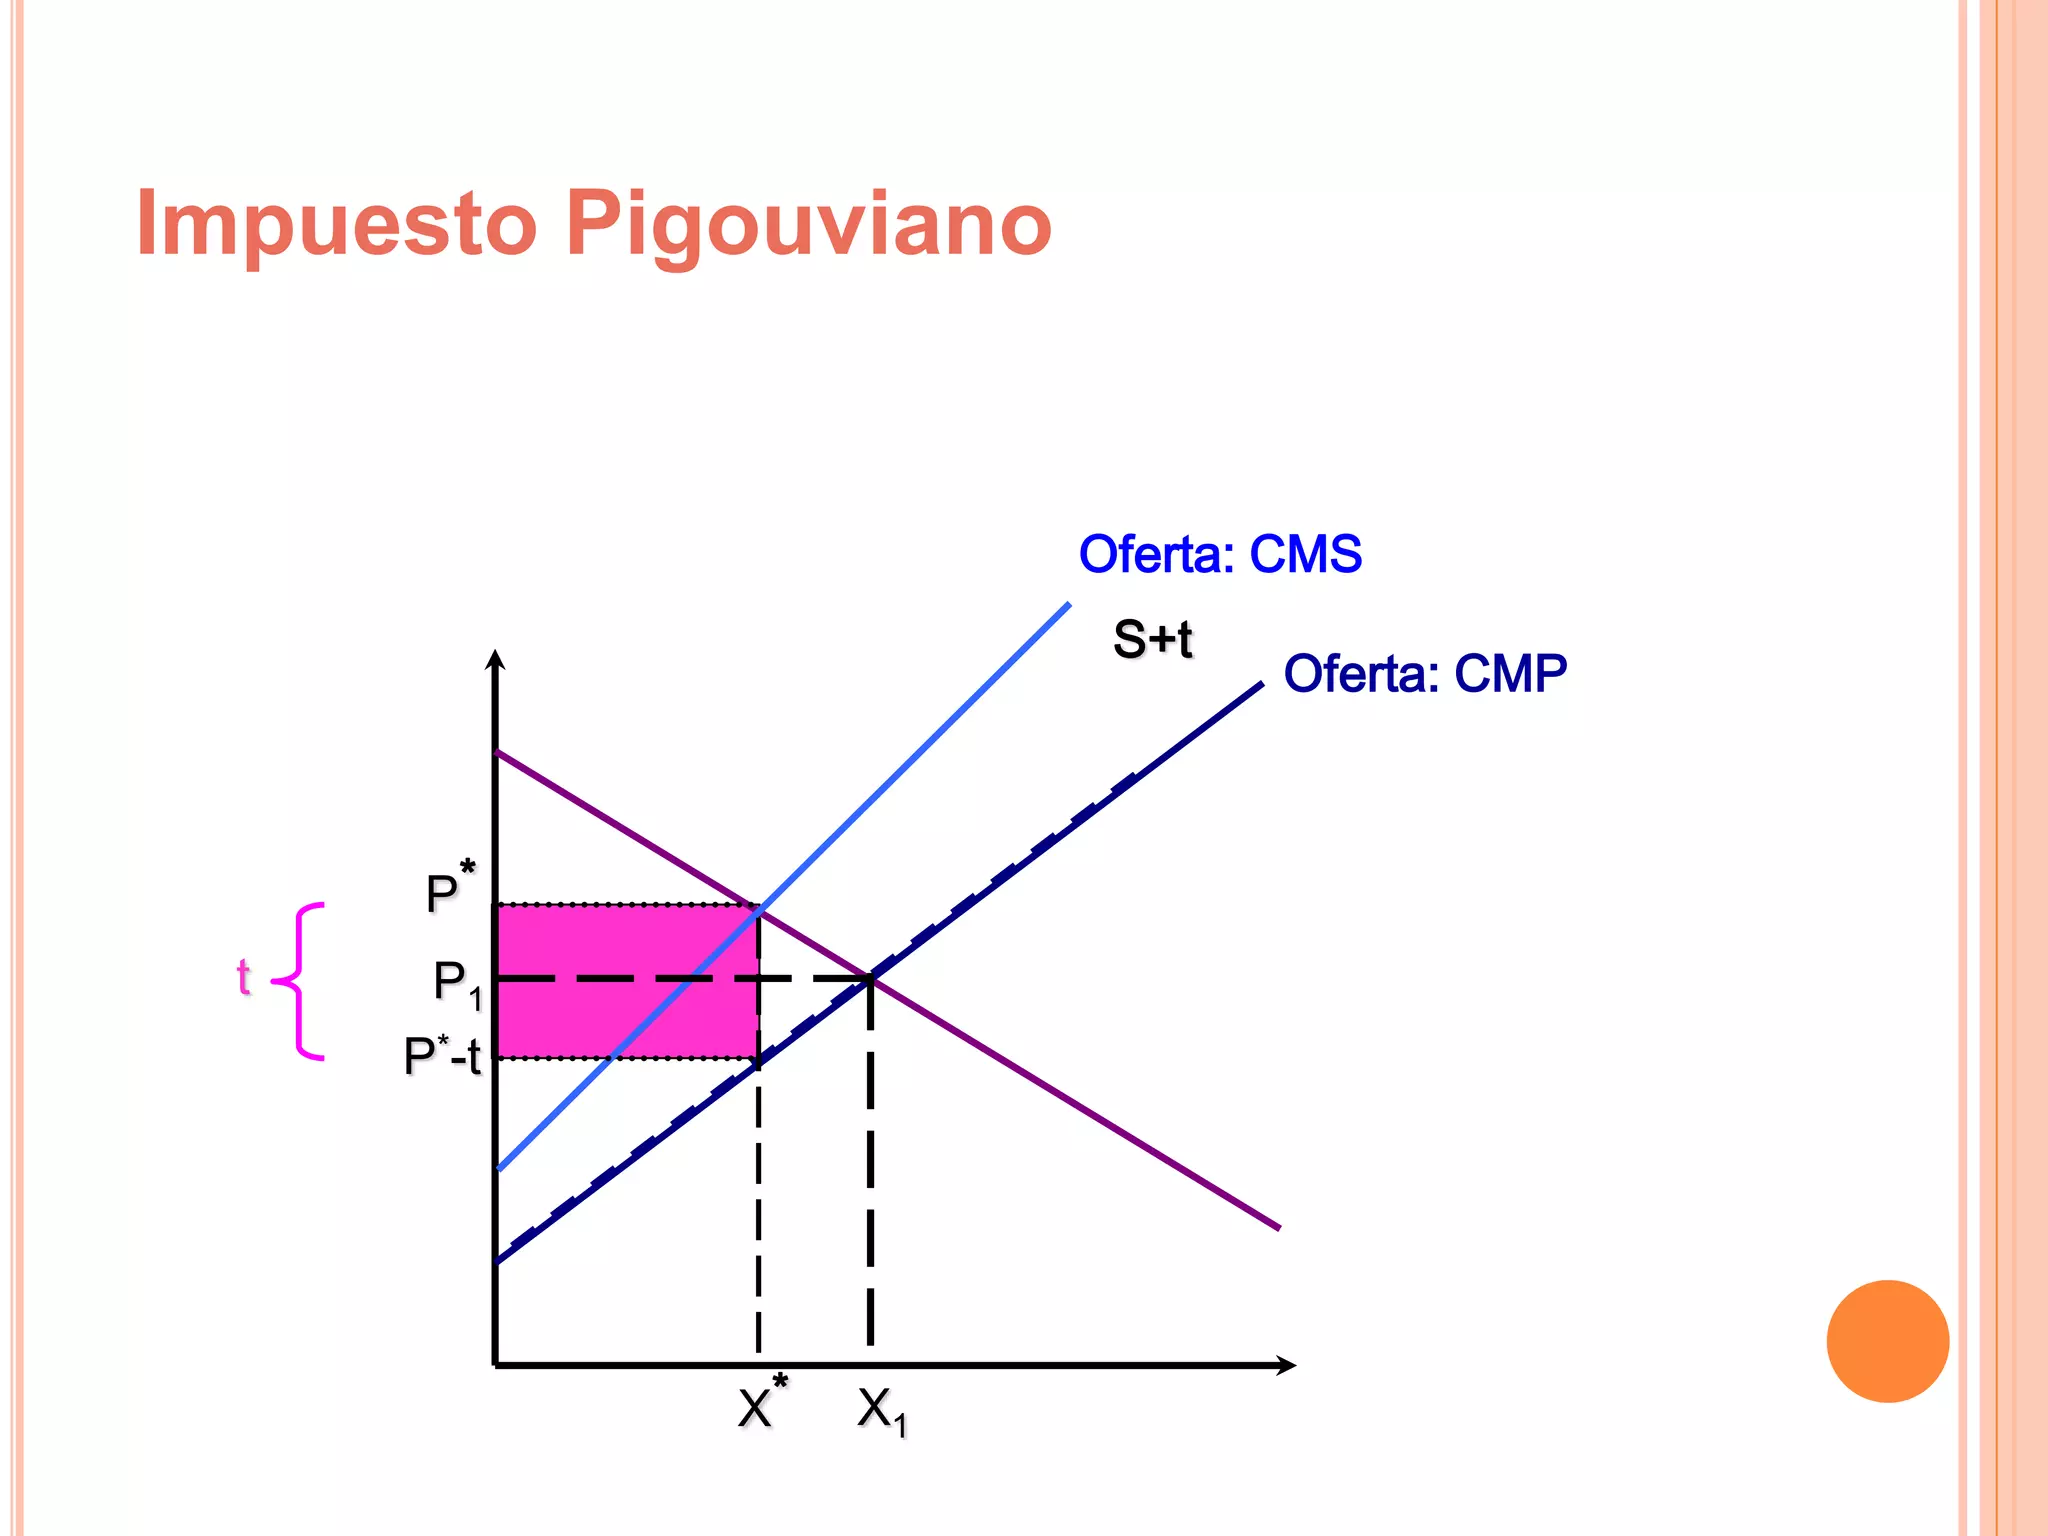 Impuesto Pigouviano
Oferta: CMS
S+t
Oferta: CMP
P*
t
P₁
P*-t
X*
X₁